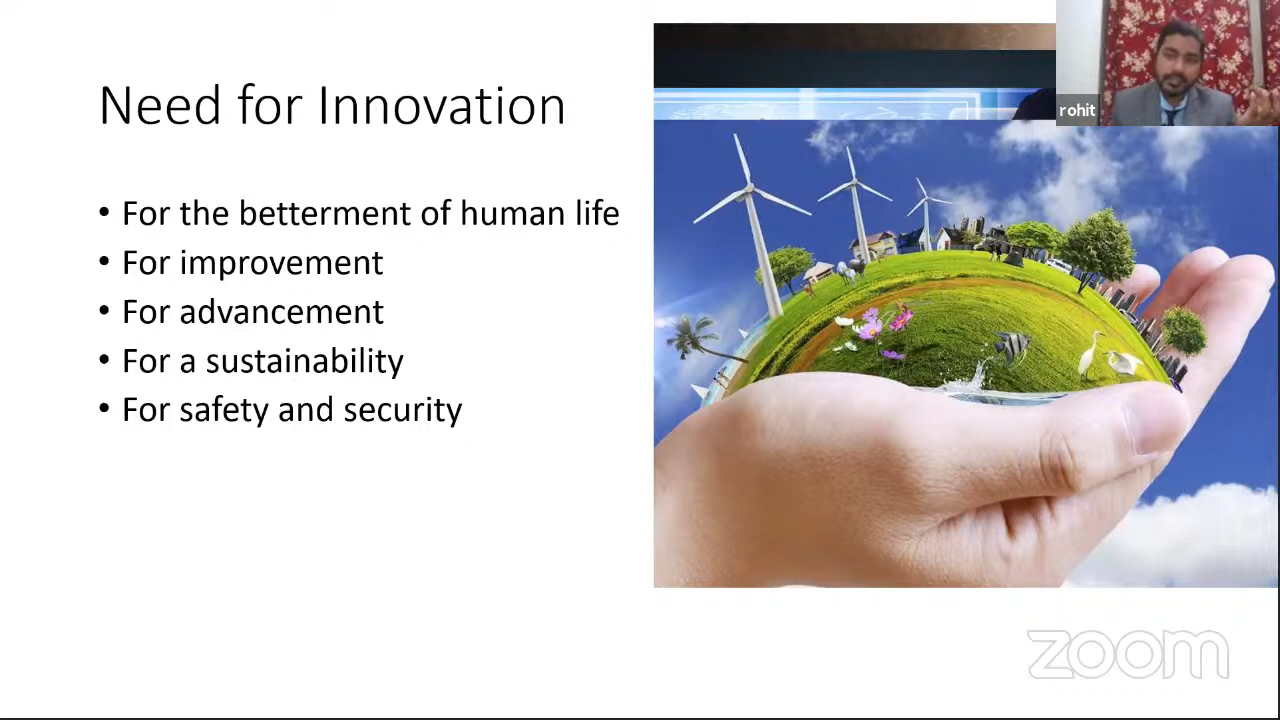 Need for Innovation
• For the betterment of human life
• For improvement
• For advancement
• For a sustainability
• For safety and security
rohit
zoom